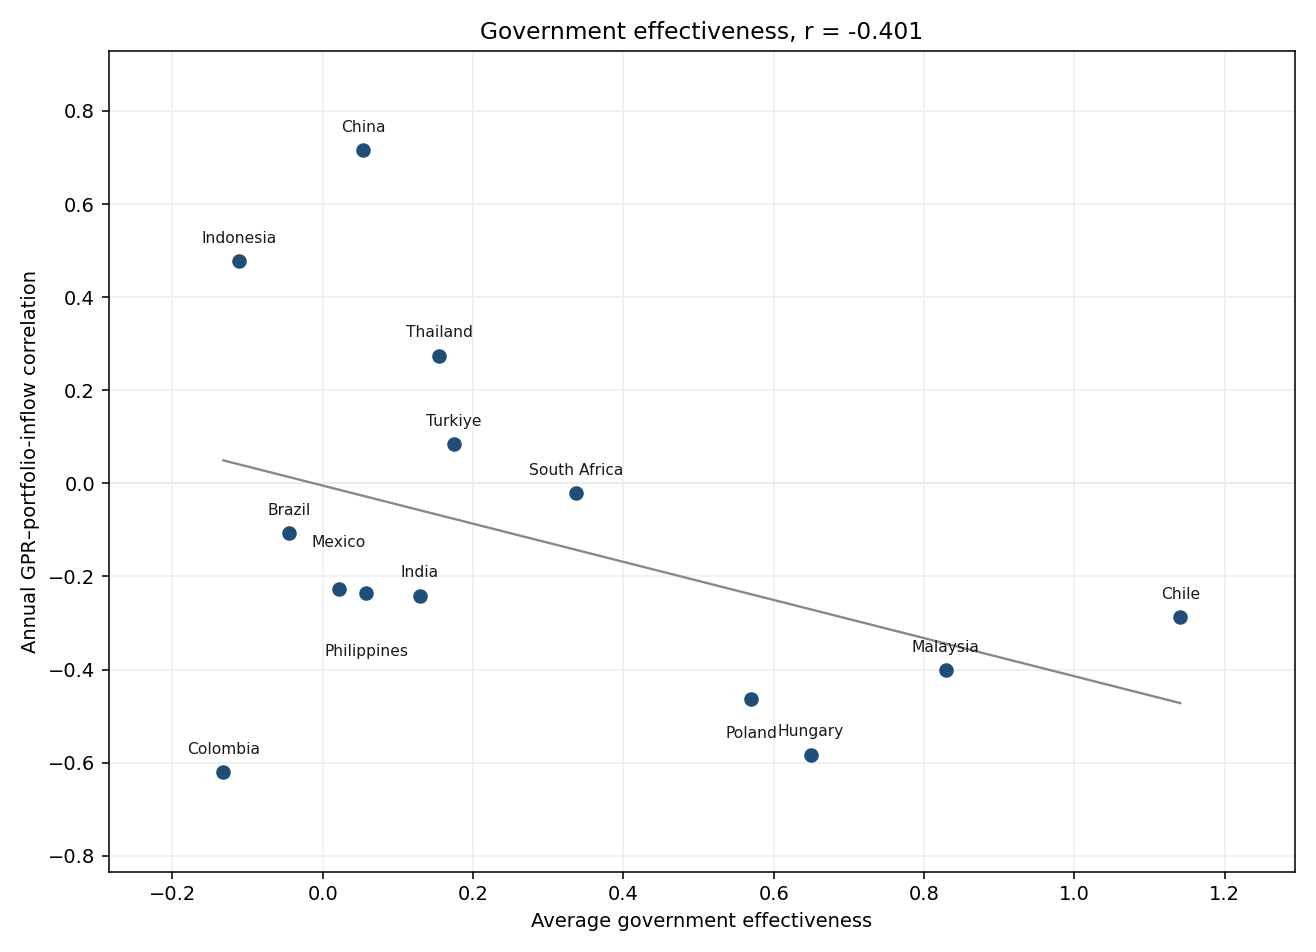 Government effectiveness, r = -0.401
Annual GPR–portfolio-inflow correlation
0.8
0.6
0.4
0.2
0.0
−0.2
−0.4
−0.6
−0.8
China
Indonesia
Thailand
Turkiye
South Africa
Brazil
Mexico
India
Chile
Philippines
Malaysia
Poland
Hungary
Colombia
−0.2
0.0
0.2
0.4
0.6
0.8
1.0
1.2
Average government effectiveness